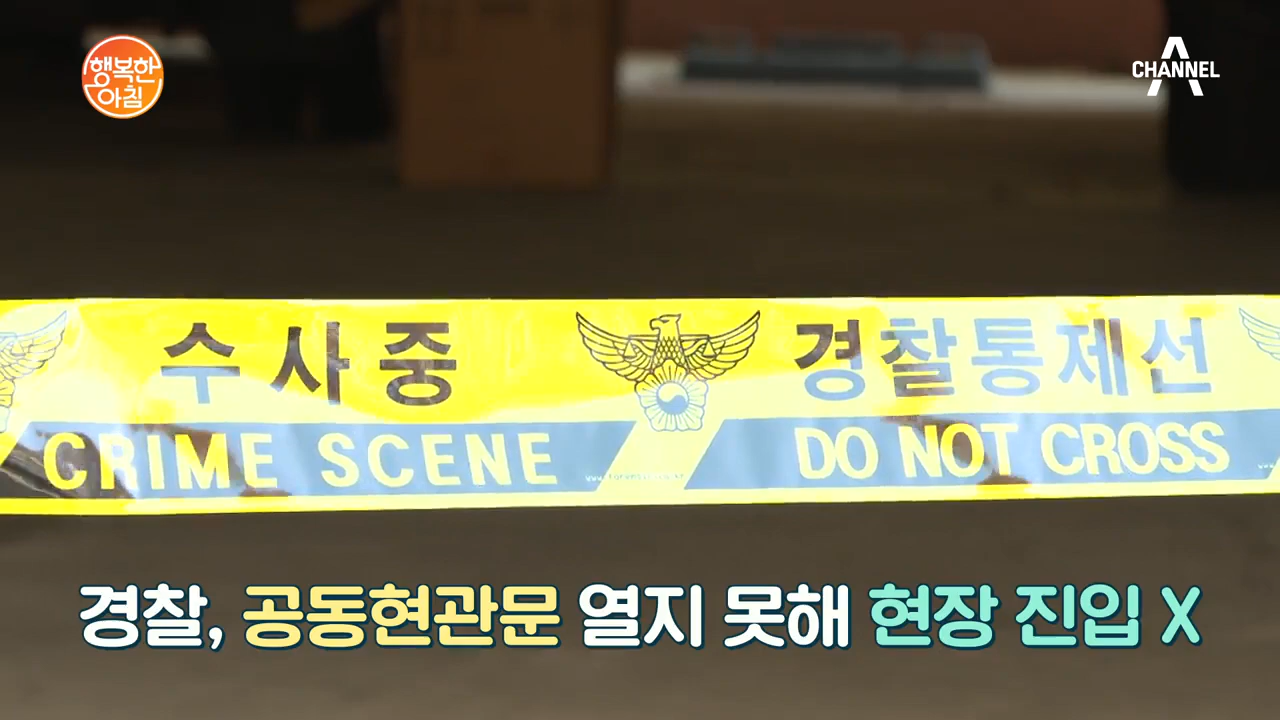 행복한
아침
CHANNEL A
수사중
경찰통제선
CRIME SCENE
DO NOT CROSS
경찰, 공동현관문 열지 못해 현장 진입 X